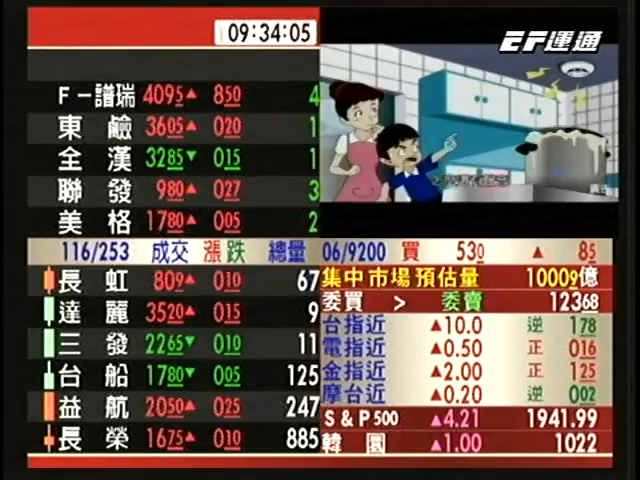 09:34:05
EF運通
F-譜瑞 4095▲ 850 4
東鹼 3605▲ 020 1
全漢 3285▼ 015 1
聯發 980▲ 027 3
美格 1780▲ 005 2
116/253 成交 漲跌 總量 06/9200 買 530 ▲ 85
長虹 809▲ 010 67
達麗 3520▲ 015 9
三發 2265▼ 010 11
台船 1780▼ 005 125
益航 2050▲ 025 247
長榮 1675▲ 010 885
集中市場預估量 10009億
委買 > 委賣 12368
台指近 ▲10.0 逆 178
電指近 ▲0.50 正 016
金指近 ▲2.00 正 125
摩台近 ▲0.20 逆 002
S&P500 ▲4.21 1941.99
韓圜 ▲1.00 1022